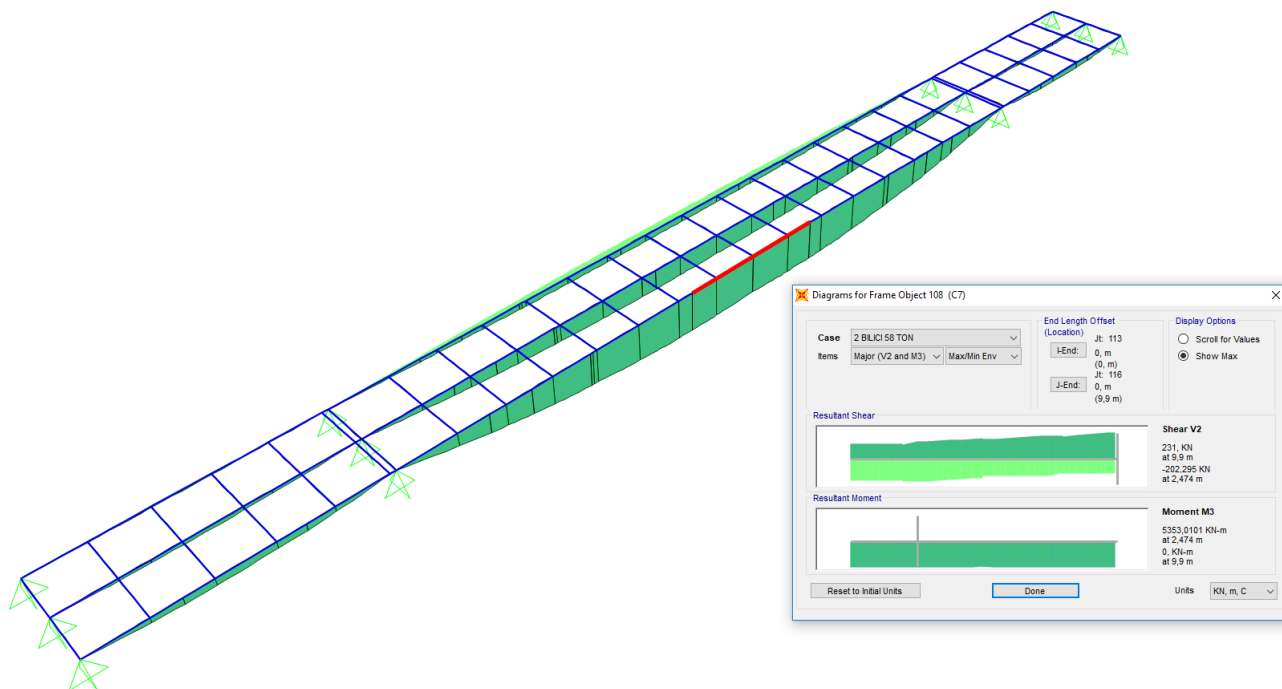 Diagrams for Frame Object 108 (C7)
Case 2 BILICI 58 TON
Items Major (V2 and M3) Max/Min Env
End Length Offset
(Location)
I-End:
Jt: 113
0, m
(0, m)
J-End:
Jt: 116
0, m
(9,9 m)
Display Options
Scroll for Values
Show Max
Resultant Shear
Shear V2
231, KN
at 9,9 m
-202,295 KN
at 2,474 m
Resultant Moment
Moment M3
5353,0101 KN-m
at 2,474 m
0, KN-m
at 9,9 m
Reset to Initial Units
Done
Units KN, m, C